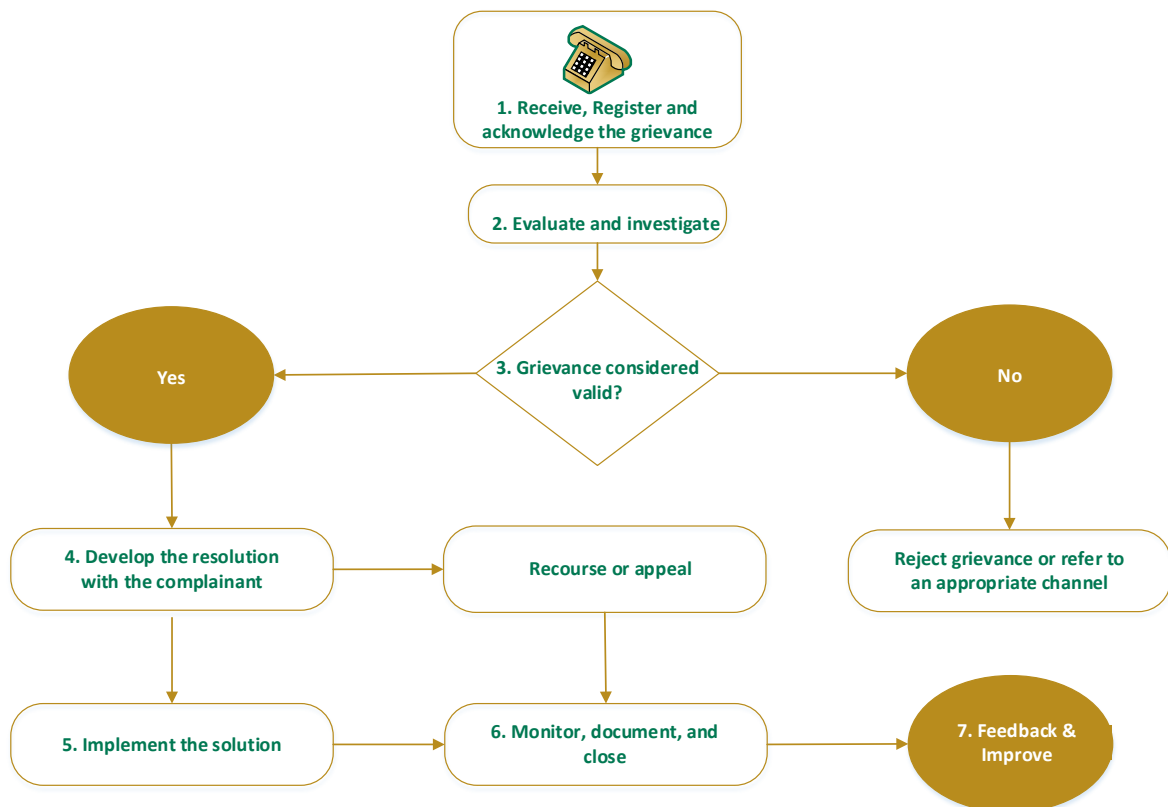 1. Receive, Register and
acknowledge the grievance
2. Evaluate and investigate
3. Grievance considered
valid?
Yes
No
4. Develop the resolution
with the complainant
Recourse or appeal
Reject grievance or refer to
an appropriate channel
5. Implement the solution
6. Monitor, document, and
close
7. Feedback &
Improve